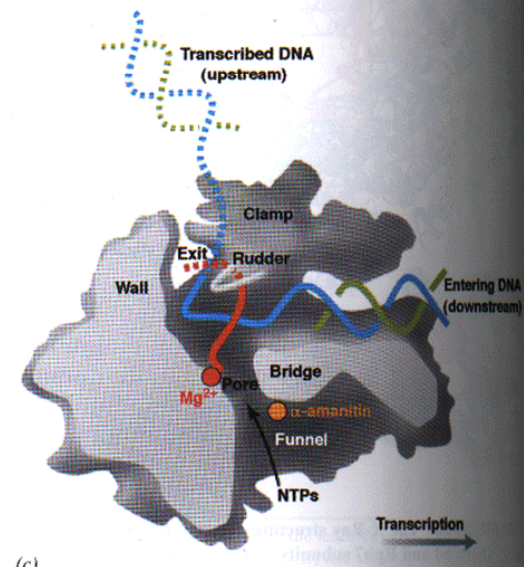 Transcribed DNA
(upstream)
Clamp
Exit
Rudder
Entering DNA
(downstream)
Wall
Bridge
Pore
Mg2+
α-amanitin
Funnel
NTPs
Transcription
(c)